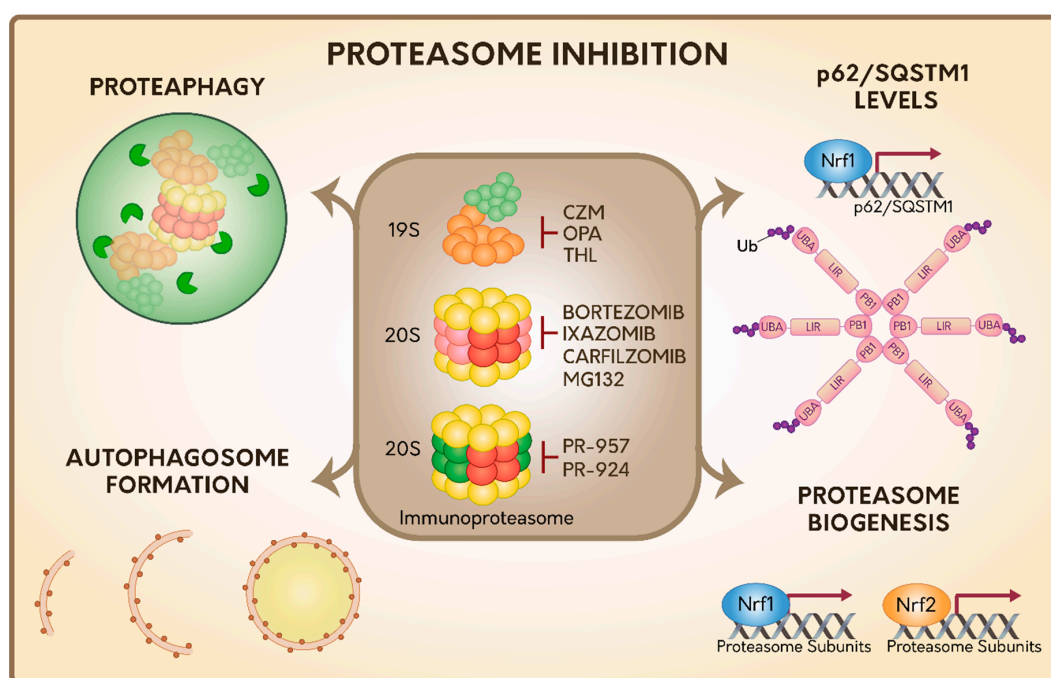 PROTEASOME INHIBITION
PROTEAPHAGY
p62/SQSTM1
LEVELS
Nrf1
p62/SQSTM1
19S
CZM
OPA
THL
20S
BORTEZOMIB
IXAZOMIB
CARFILZOMIB
MG132
20S
PR-957
PR-924
Immunoproteasome
Ub
UBA
LIR
PB1
PB1
LIR
UBA
UBA
LIR
PB1
PB1
LIR
UBA
UBA
LIR
PB1
PB1
LIR
UBA
AUTOPHAGOSOME
FORMATION
PROTEASOME
BIOGENESIS
Nrf1
Proteasome Subunits
Nrf2
Proteasome Subunits